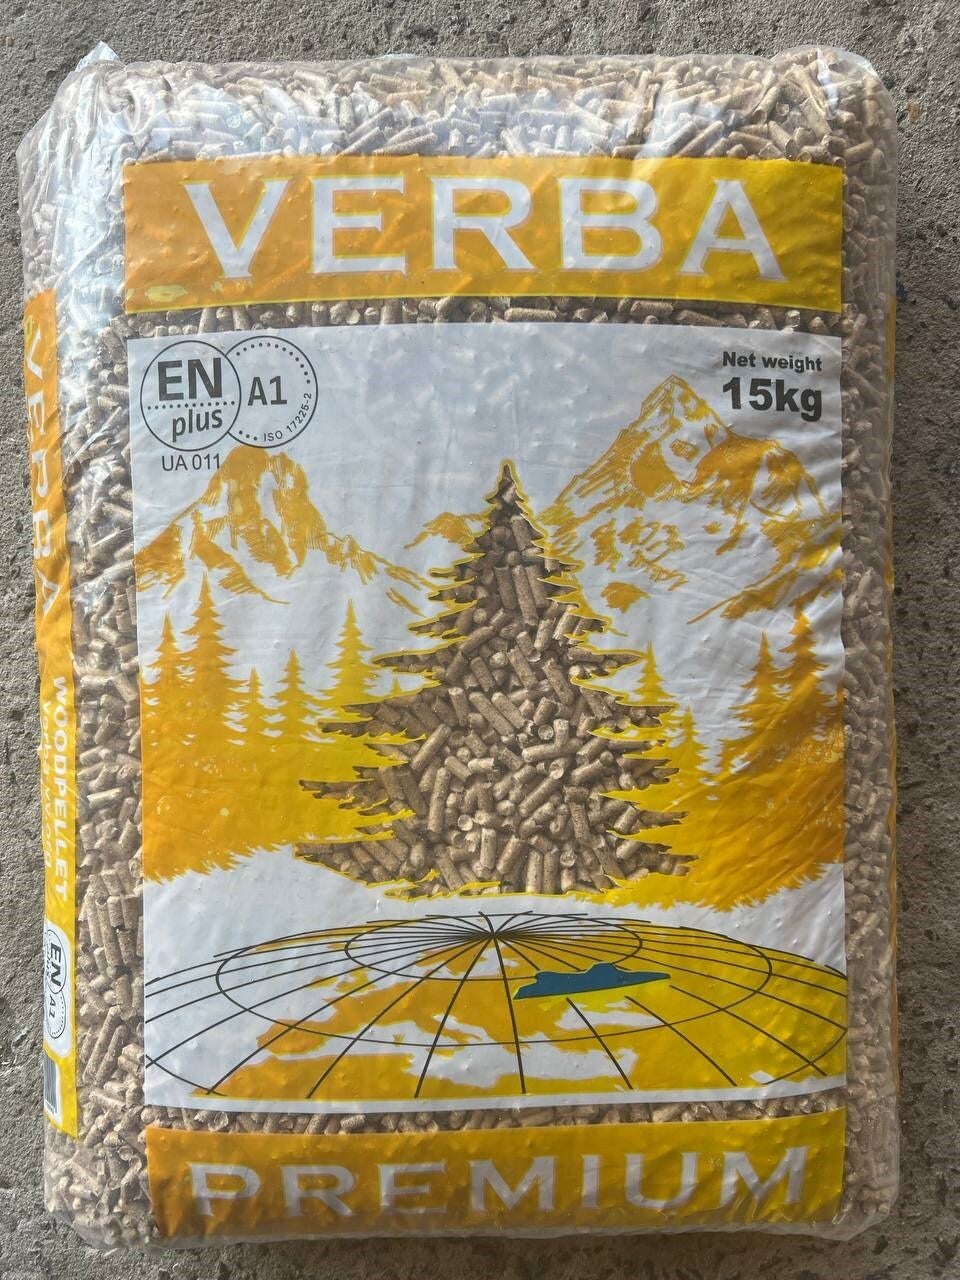 VERBA
EN
plus
A1
ISO 17225-2
UA 011
Net weight
15kg
PREMIUM
VERBA
WOODPELLET
EN
A1